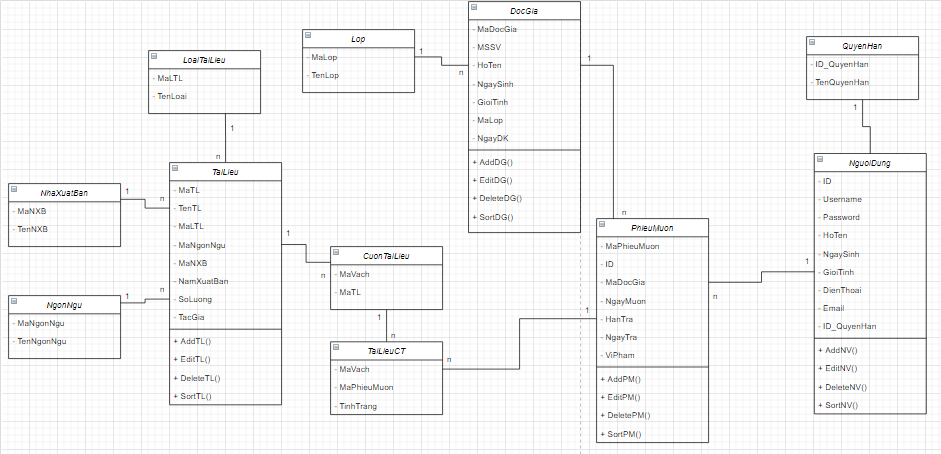 LoaiTaiLieu
- MaLTL
- TenLoai
1
n
Lop
- MaLop
- TenLop
1
n
DocGia
- MaDocGia
- MSSV
- HoTen
- NgaySinh
- GioiTinh
- MaLop
- NgayDK
+ AddDG()
+ EditDG()
+ DeleteDG()
+ SortDG()
1
n
QuyenHan
- ID_QuyenHan
- TenQuyenHan
1
n
NhaXuatBan
- MaNXB
- TenNXB
1
n
NgonNgu
- MaNgonNgu
- TenNgonNgu
1
n
TaiLieu
- MaTL
- TenTL
- MaLTL
- MaNgonNgu
- MaNXB
- NamXuatBan
- SoLuong
- TacGia
+ AddTL()
+ EditTL()
+ DeleteTL()
+ SortTL()
1
n
CuonTaiLieu
- MaVach
- MaTL
1
n
TaiLieuCT
- MaVach
- MaPhieuMuon
- TinhTrang
n
1
PhieuMuon
- MaPhieuMuon
- ID
- MaDocGia
- NgayMuon
- HanTra
- NgayTra
- ViPham
+ AddPM()
+ EditPM()
+ DeletePM()
+ SortPM()
n
1
NguoiDung
- ID
- Username
- Password
- HoTen
- NgaySinh
- GioiTinh
- DienThoai
- Email
- ID_QuyenHan
+ AddNV()
+ EditNV()
+ DeleteNV()
+ SortNV()